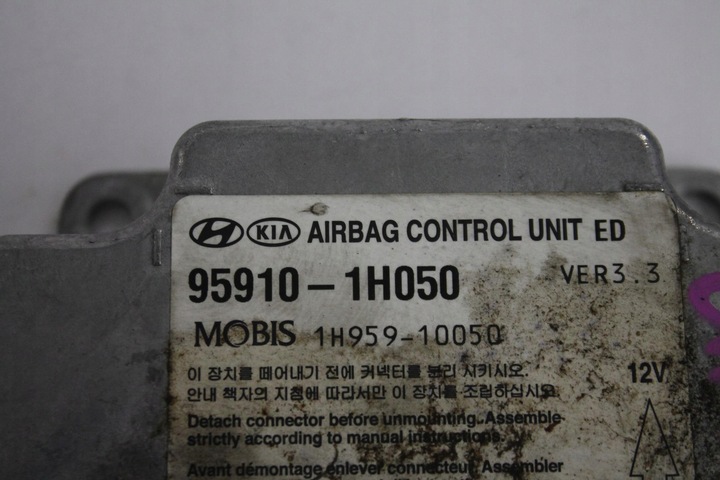 HYUNDAI KIA AIRBAG CONTROL UNIT ED
95910-1H050 VER3.3
MOBIS 1H959-10050
이 장치를 떼어내기 전에 커넥터를 분리 시키시오.
안내 책자의 지침에 따라서만 이 장치를 조립하십시오.
12V
Detach connector before unmounting. Assemble
strictly according to manual instructions.
Avant démontage enlever connecteur. Assembler